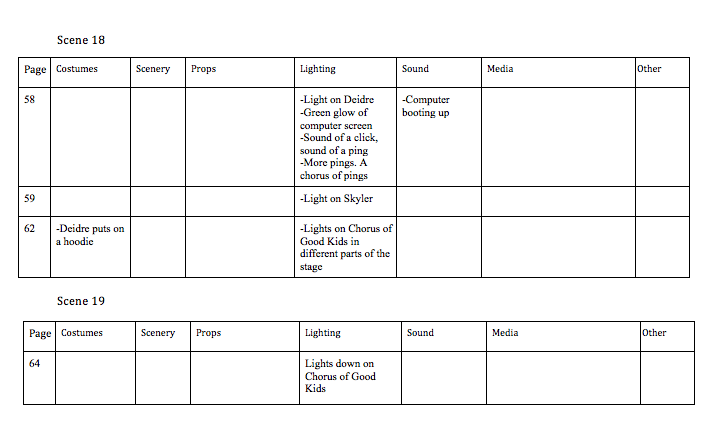 Scene 18
Page Costumes Scenery Props Lighting Sound Media Other
58
-Light on Deidre
-Green glow of
computer screen
-Sound of a click,
sound of a ping
-More pings. A
chorus of pings
-Computer
booting up
59
-Light on Skyler
62
-Deidre puts on
a hoodie
-Lights on Chorus of
Good Kids in
different parts of the
stage
Scene 19
Page Costumes Scenery Props Lighting Sound Media Other
64
Lights down on
Chorus of Good
Kids